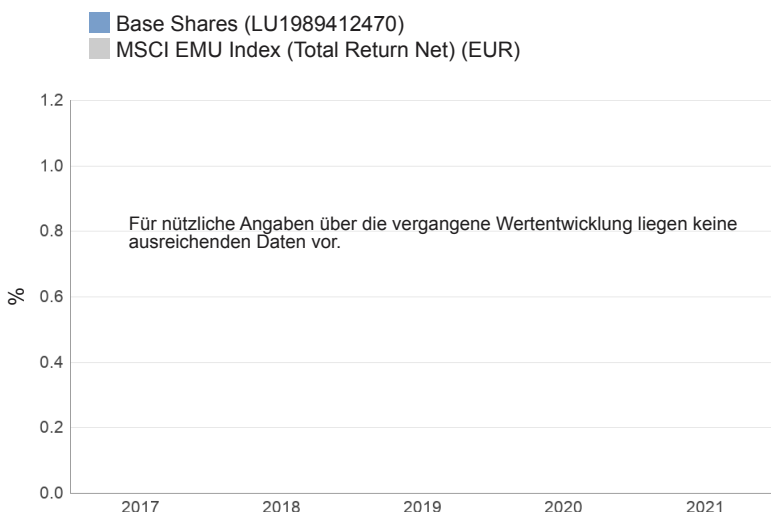 Base Shares (LU1989412470)
MSCI EMU Index (Total Return Net) (EUR)
1.2
1.0
Für nützliche Angaben über die vergangene Wertentwicklung liegen keine
0.8
ausreichenden Daten vor.
%
0.6
0.4
0.2
0.0
2017 2018 2019 2020 2021